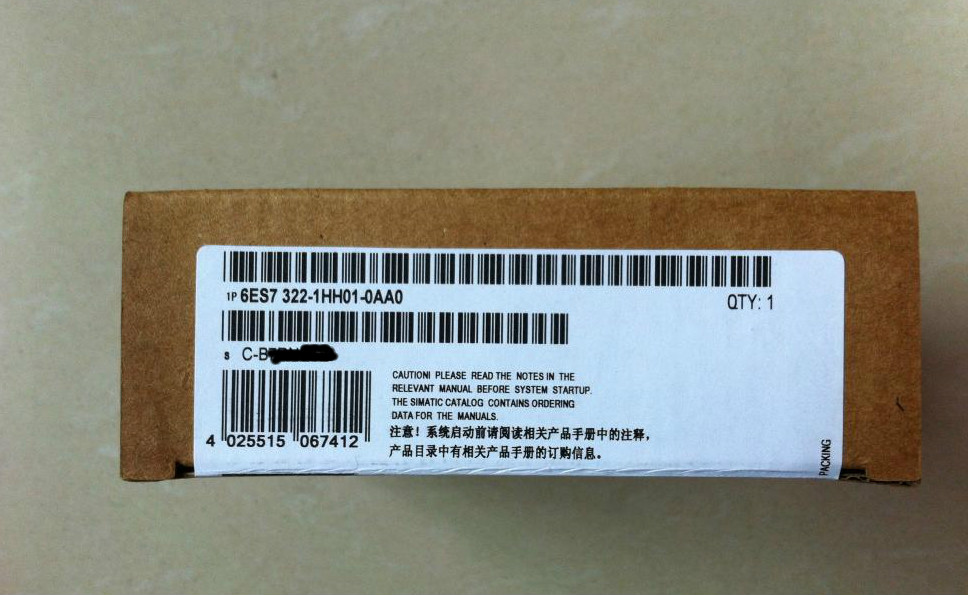 1P 6ES7 322-1HH01-0AA0
QTY: 1
S C-B
4 025515 067412
CAUTION! PLEASE READ THE NOTES IN THE
RELEVANT MANUAL BEFORE SYSTEM STARTUP.
THE SIMATIC CATALOG CONTAINS ORDERING
DATA FOR THE MANUALS.
注意！系统启动前请阅读相关产品手册中的注释，
产品目录中有相关产品手册的订购信息。
PACKING